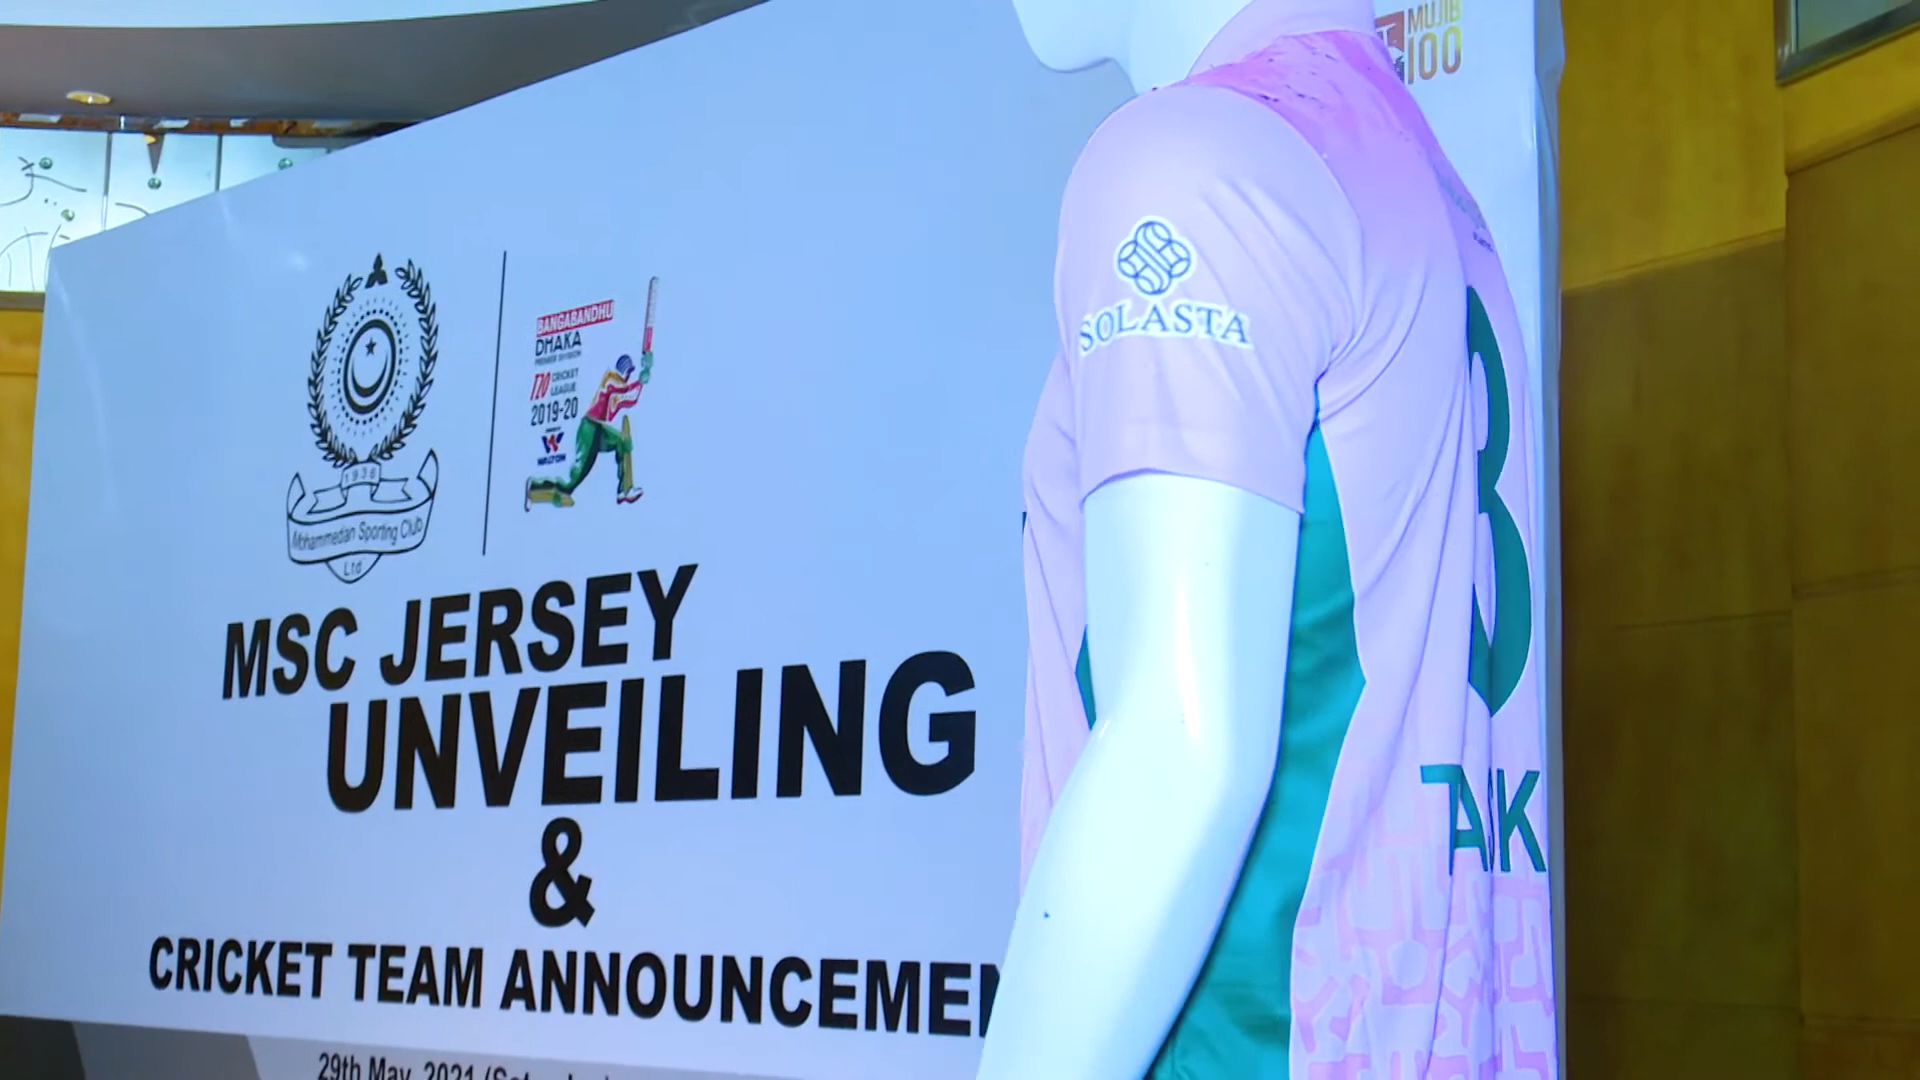 MUJIB
100
BANGABANDHU
DHAKA
PREMIER DIVISION
T20 CRICKET
LEAGUE
2019-20
WALTON
1936
Mohammedan Sporting Club
Ltd
MSC JERSEY
UNVEILING
&
CRICKET TEAM ANNOUNCEMEN
29th May, 2021
SOLASTA
3
TASK